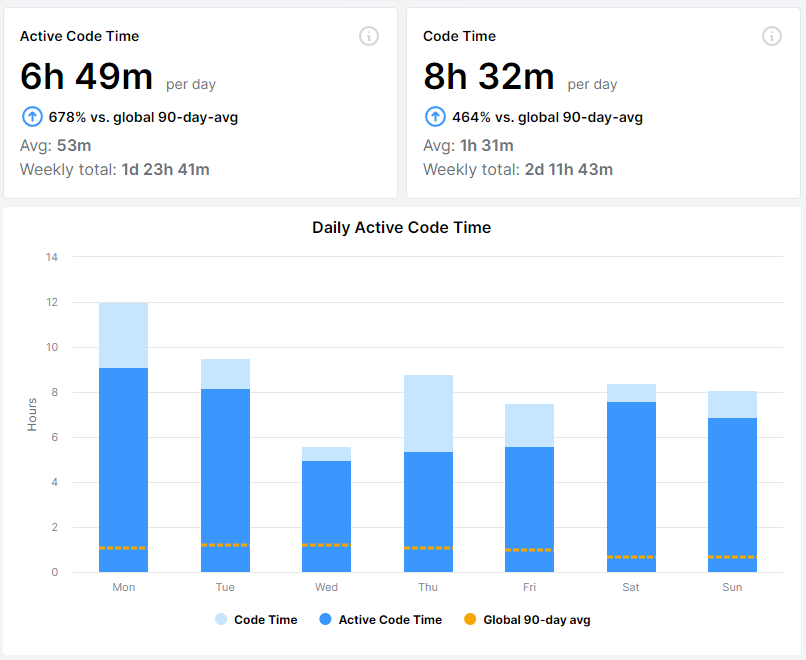 Active Code Time
6h 49m per day
678% vs. global 90-day-avg
Avg: 53m
Weekly total: 1d 23h 41m
Code Time
8h 32m per day
464% vs. global 90-day-avg
Avg: 1h 31m
Weekly total: 2d 11h 43m
Daily Active Code Time
14
12
10
8
6
4
2
0
Hours
Mon Tue Wed Thu Fri Sat Sun
Code Time Active Code Time Global 90-day avg